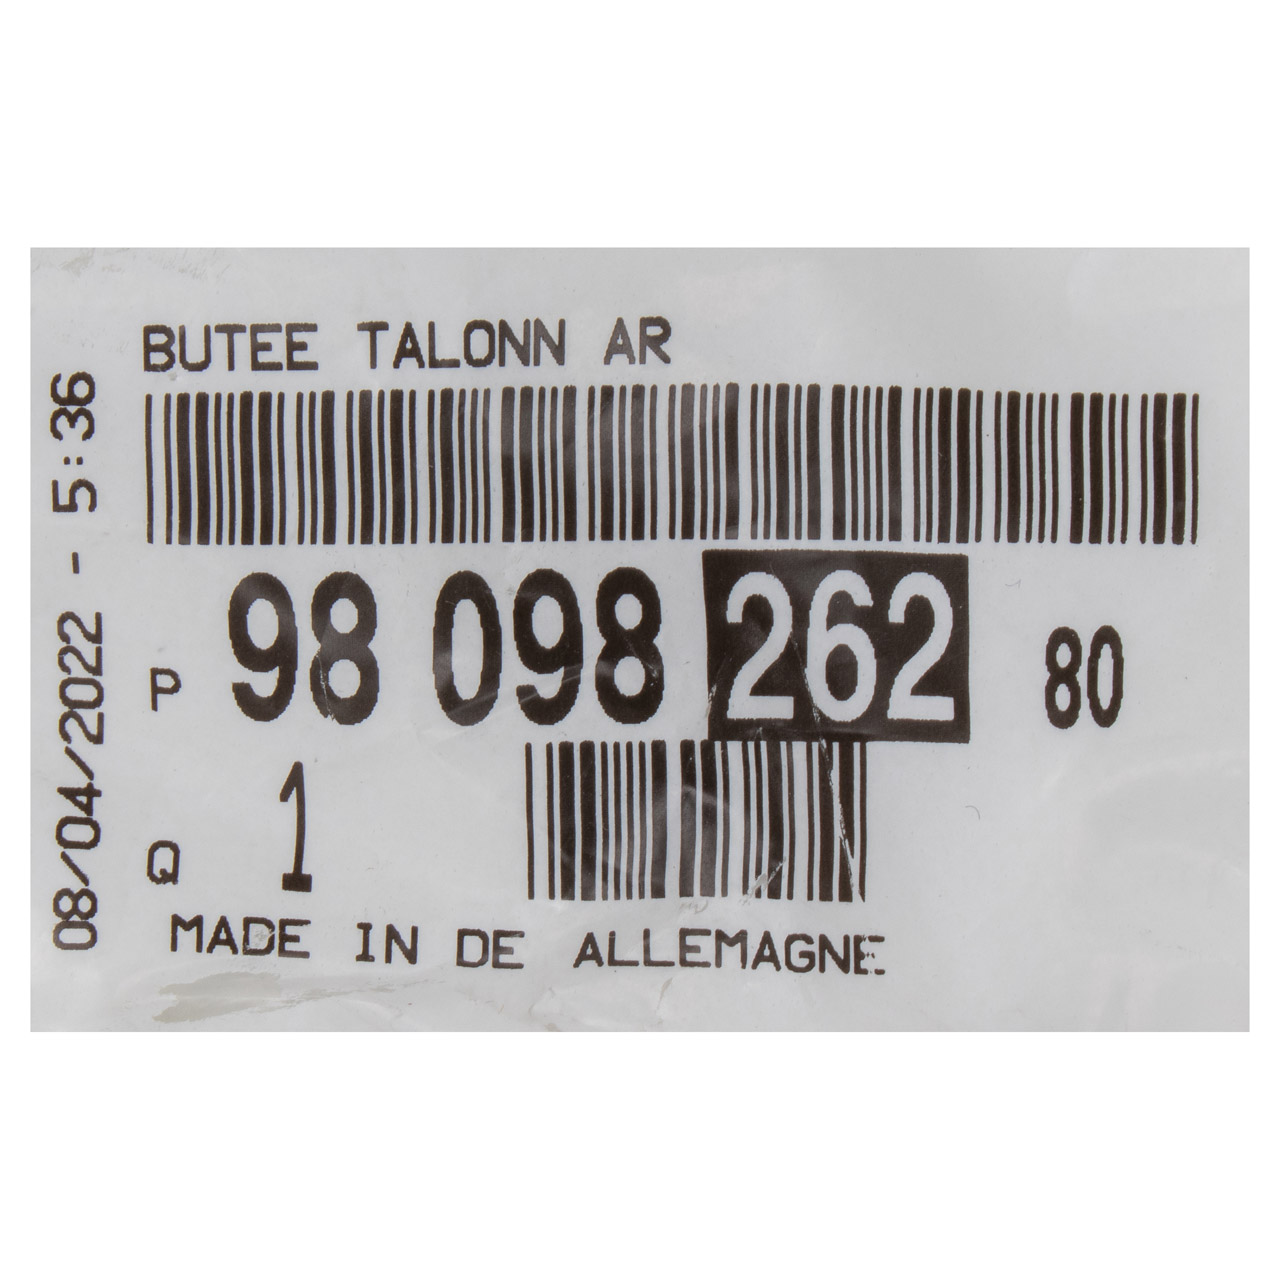 BUTEE TALONN AR
P 98 098 262 80
Q 1
MADE IN DE ALLEMAGNE
08/04/2022 - 5:36